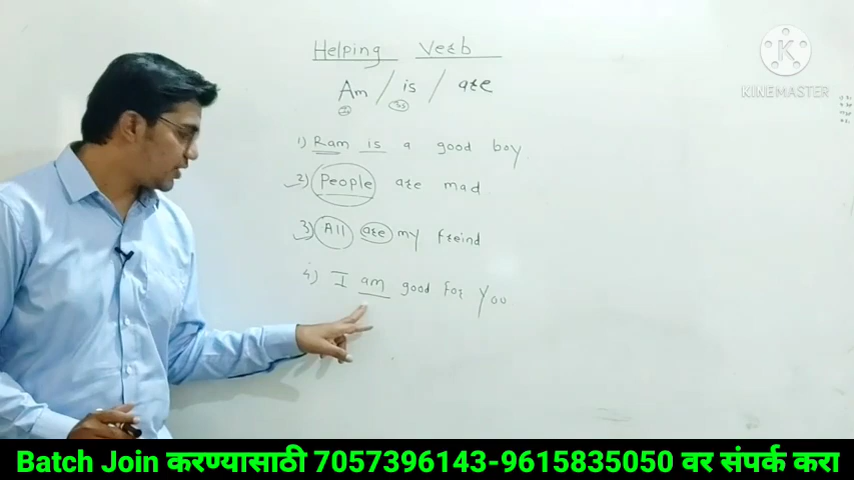 Helping Verb
Am / is / are
1) Ram is a good boy
2) People are mad
3) All are my freind
4) I am good for you
KINEMASTER
Batch Join करण्यासाठी 7057396143-9615835050 वर संपर्क करा